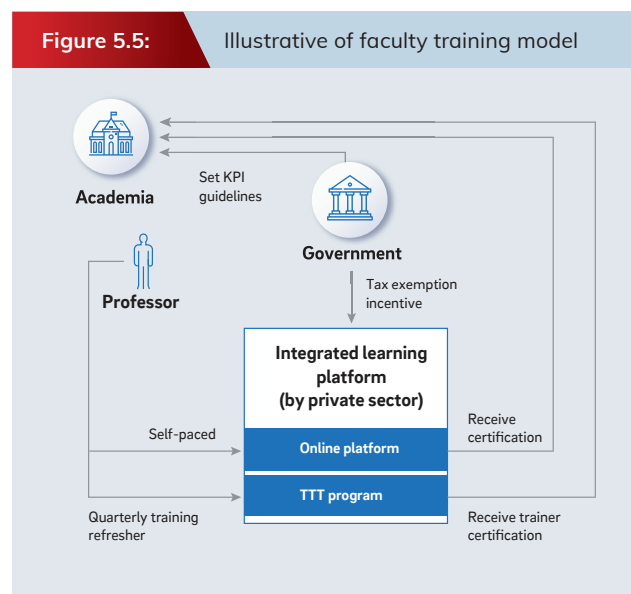 Figure 5.5:
Illustrative of faculty training model
Academia
Set KPI
guidelines
Government
Professor
Tax exemption
incentive
Integrated learning
platform
(by private sector)
Self-paced
Online platform
Receive
certification
TTT program
Quarterly training
refresher
Receive trainer
certification